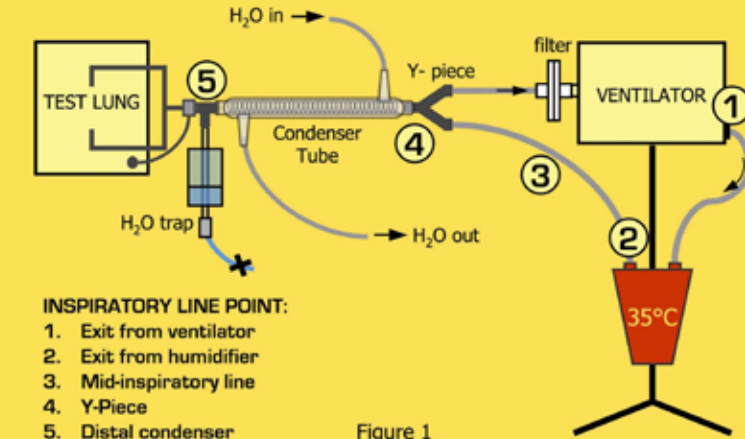 H₂O in
filter
Y- piece
5
TEST LUNG
VENTILATOR
1
Condenser
Tube
4
3
H₂O trap
H₂O out
2
35°C
INSPIRATORY LINE POINT:
1. Exit from ventilator
2. Exit from humidifier
3. Mid-inspiratory line
4. Y-Piece
5. Distal condenser
Figure 1